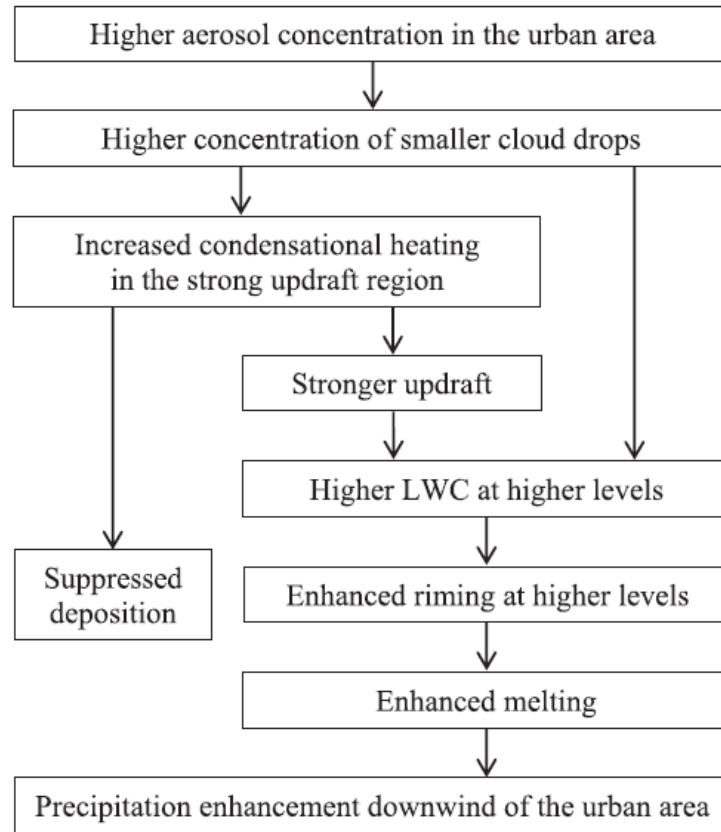 Higher aerosol concentration in the urban area
Higher concentration of smaller cloud drops
Increased condensational heating
in the strong updraft region
Stronger updraft
Higher LWC at higher levels
Suppressed
deposition
Enhanced riming at higher levels
Enhanced melting
Precipitation enhancement downwind of the urban area